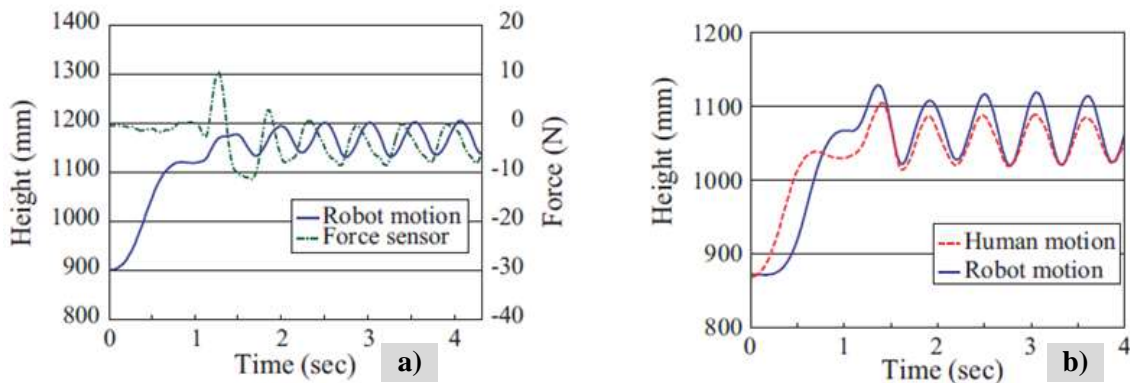 1400
1300
1200
1100
1000
900
800
Height (mm)
20
10
0
-10
-20
-30
-40
Force (N)
Robot motion
Force sensor
0 1 2 3 4
Time (sec)
a)
1200
1100
1000
900
800
Height (mm)
Human motion
Robot motion
0 1 2 3 4
Time (sec)
b)